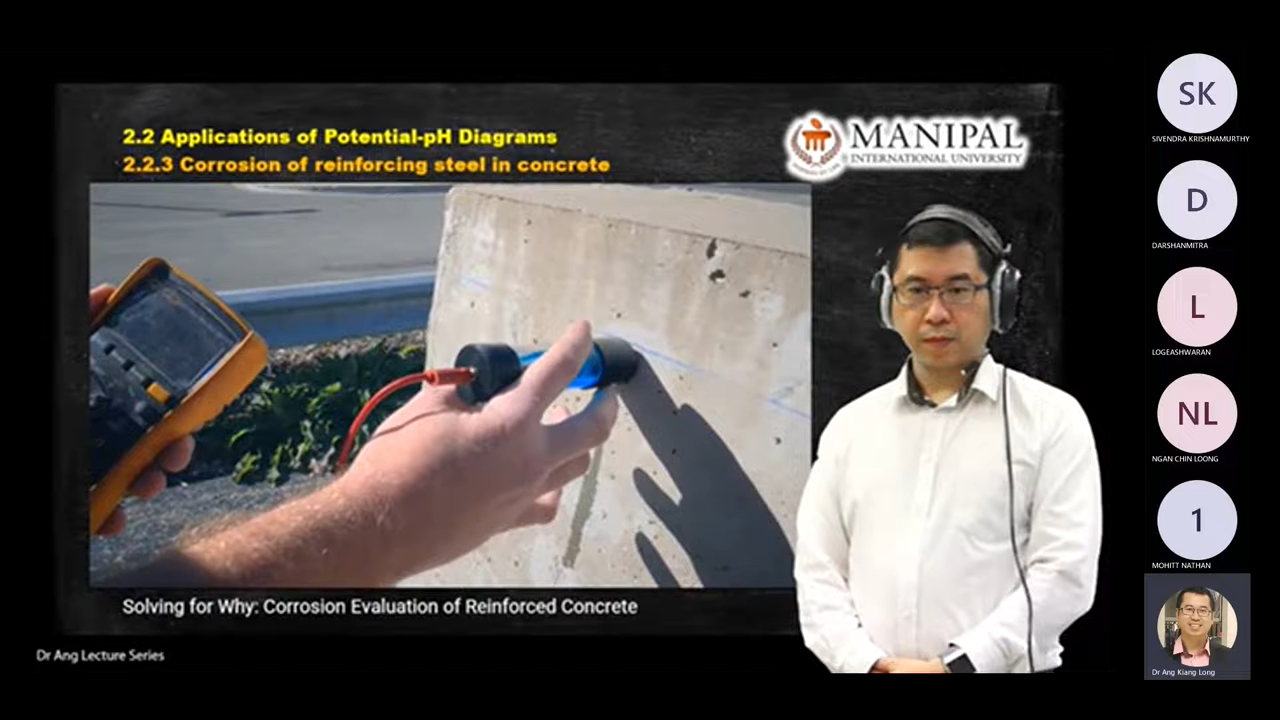 2.2 Applications of Potential-pH Diagrams
2.2.3 Corrosion of reinforcing steel in concrete
MANIPAL
INTERNATIONAL UNIVERSITY
Solving for Why: Corrosion Evaluation of Reinforced Concrete
Dr Ang Lecture Series
SK
SIVENDRA KRISHNAMURTHY
D
DARSHANMITRA
L
LOGEASHWARAN
NL
NGAN CHIN LOONG
1
MOHITT NATHAN
Dr Ang Kiang Long